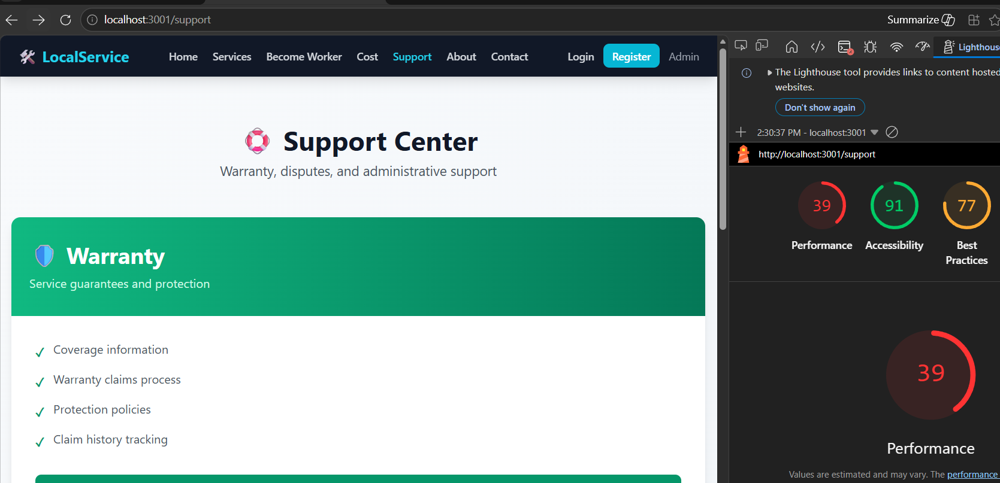 localhost:3001/support
Summarize
LocalService
Home Services Become Worker Cost Support About Contact Login Register Admin
Support Center
Warranty, disputes, and administrative support
Warranty
Service guarantees and protection
✓ Coverage information
✓ Warranty claims process
✓ Protection policies
✓ Claim history tracking
Lighthouse
The Lighthouse tool provides links to content hosted
websites.
Don't show again
2:30:37 PM - localhost:3001
http://localhost:3001/support
39 91 77
Performance Accessibility Best
Practices
39
Performance
Values are estimated and may vary. The performance